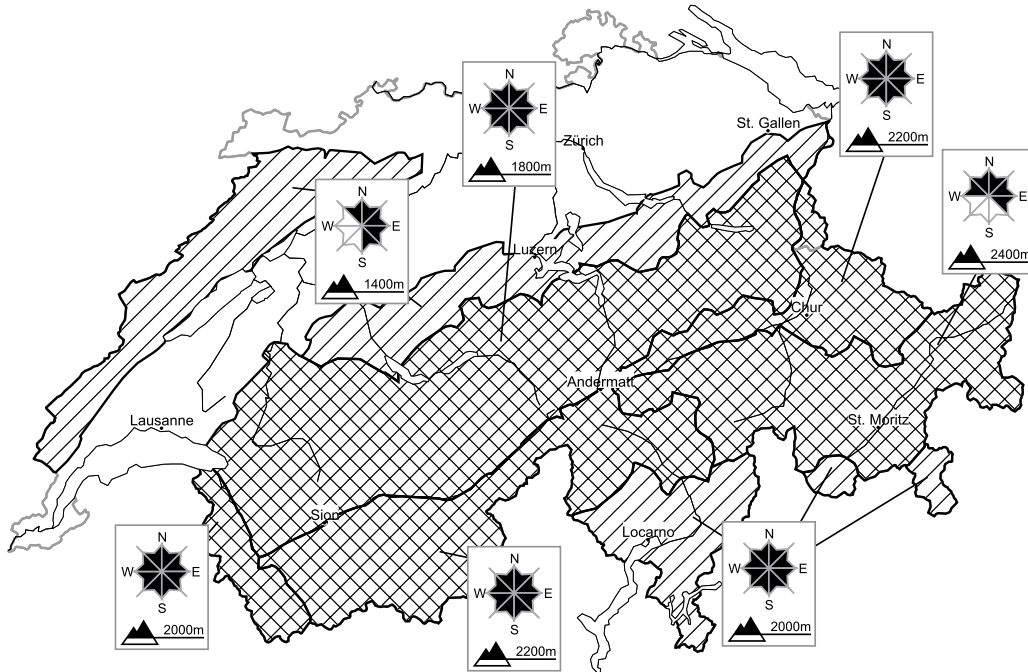 N
W E
S
2200m
N
W E
S
1800m
St. Gallen
Zürich
N
W E
S
2400m
N
W E
S
1400m
Luzern
Chur
Andermatt
Lausanne
St. Moritz
Sion
Locarno
N
W E
S
2000m
N
W E
S
2200m
N
W E
S
2000m